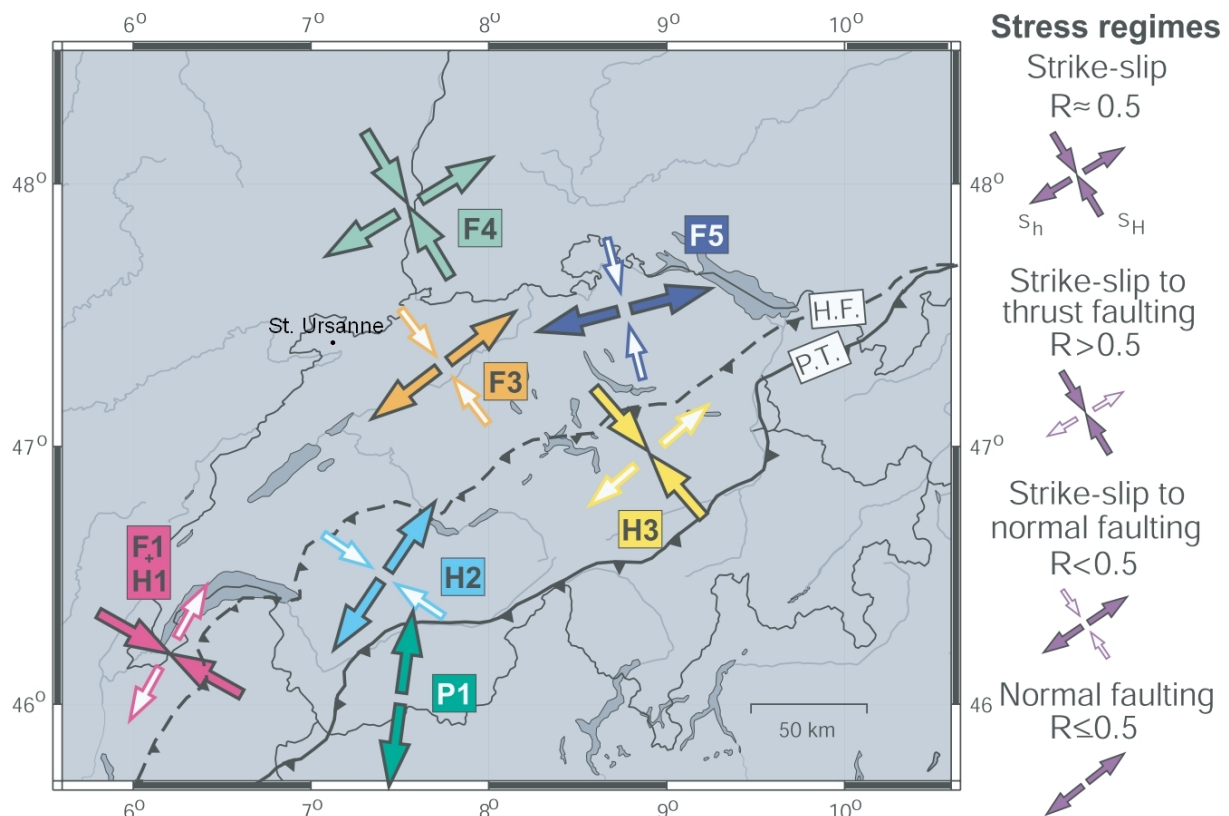 6° 7° 8° 9° 10°
Stress regimes
Strike-slip
R≈0.5
Sh SH
Strike-slip to
thrust faulting
R>0.5
Strike-slip to
normal faulting
R<0.5
Normal faulting
R≤0.5
48° 48°
F4
F5
St. Ursanne
H.F.
P.T.
F3
47° 47°
H3
F1
+
H1
H2
P1
46° 46°
50 km
6° 7° 8° 9° 10°